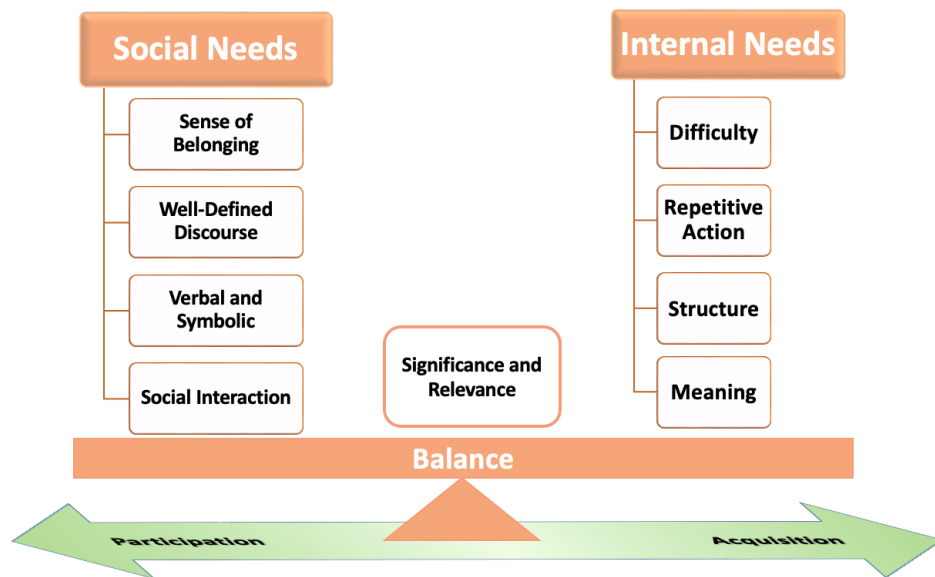 Social Needs
Sense of
Belonging
Well-Defined
Discourse
Verbal and
Symbolic
Social Interaction
Internal Needs
Difficulty
Repetitive
Action
Structure
Meaning
Significance and
Relevance
Balance
Participation
Acquisition